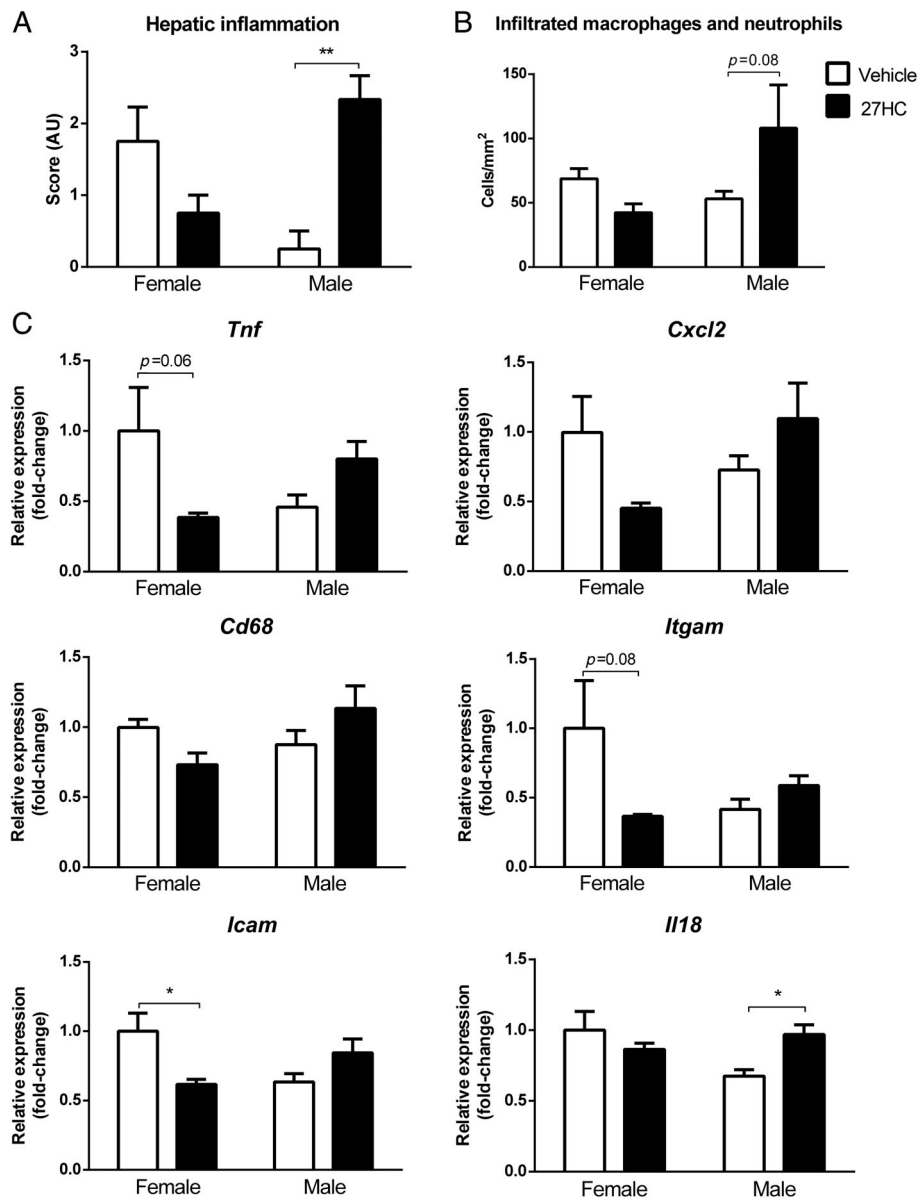 A
Hepatic inflammation
Score (AU)
3
2
1
0
**
Female
Male
B
Infiltrated macrophages and neutrophils
Cells/mm²
150
100
50
0
p=0.08
Female
Male
Vehicle
27HC
C
Tnf
Relative expression
(fold-change)
1.5
1.0
0.5
0.0
p=0.06
Female
Male
Cxcl2
Relative expression
(fold-change)
1.5
1.0
0.5
0.0
Female
Male
Cd68
Relative expression
(fold-change)
1.5
1.0
0.5
0.0
Female
Male
Itgam
Relative expression
(fold-change)
1.5
1.0
0.5
0.0
p=0.08
Female
Male
Icam
Relative expression
(fold-change)
1.5
1.0
0.5
0.0
*
Female
Male
Il18
Relative expression
(fold-change)
1.5
1.0
0.5
0.0
*
Female
Male